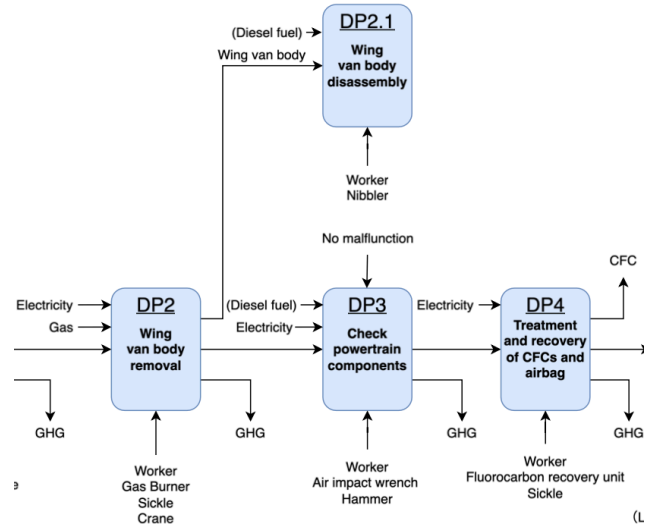 DP2.1
(Diesel fuel)
Wing van body
Wing
van body
disassembly
Worker
Nibbler
No malfunction
CFC
Electricity
Gas
DP2
Wing
van body
removal
(Diesel fuel)
Electricity
DP3
Check
powertrain
components
Electricity
DP4
Treatment
and recovery
of CFCs and
airbag
GHG
GHG
GHG
GHG
Worker
Gas Burner
Sickle
Crane
Worker
Air impact wrench
Hammer
Worker
Fluorocarbon recovery unit
Sickle
e
(L